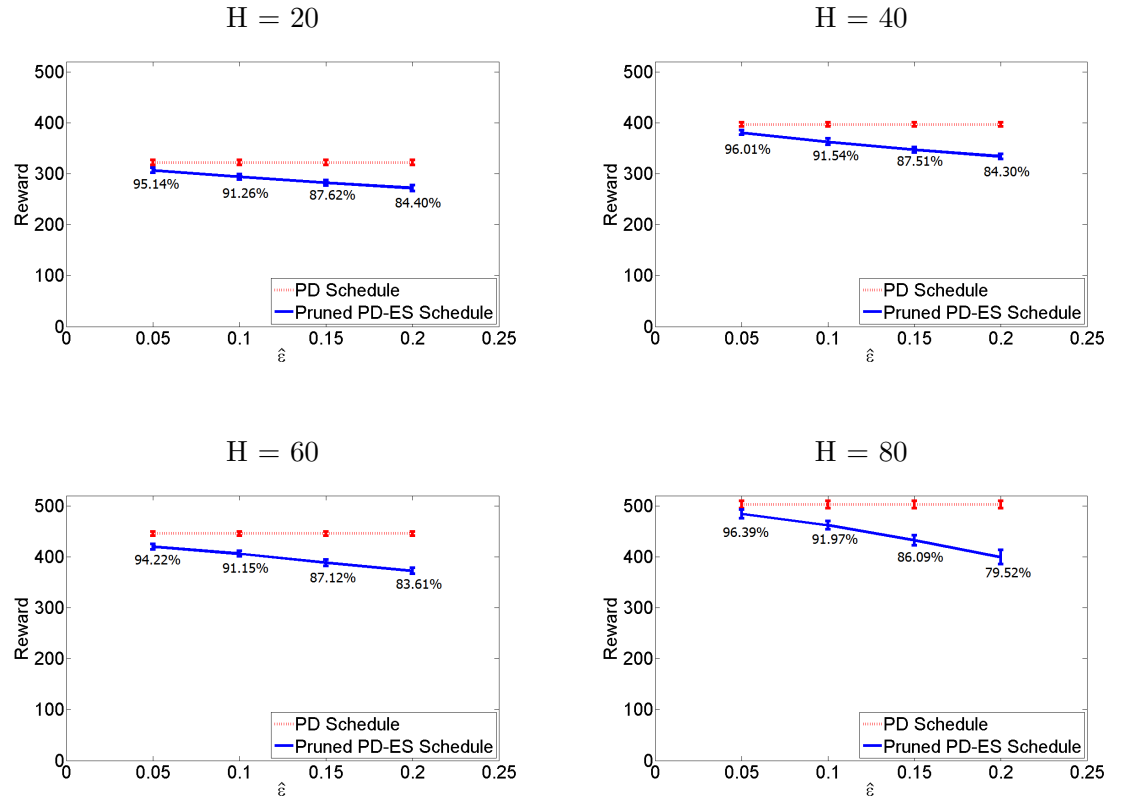 H = 20
500
400
300
200
100
0
Reward
95.14%
91.26%
87.62%
84.40%
PD Schedule
Pruned PD-ES Schedule
0 0.05 0.1 0.15 0.2 0.25
ε̂
H = 40
500
400
300
200
100
0
Reward
96.01%
91.54%
87.51%
84.30%
PD Schedule
Pruned PD-ES Schedule
0 0.05 0.1 0.15 0.2 0.25
ε̂
H = 60
500
400
300
200
100
0
Reward
94.22%
91.15%
87.12%
83.61%
PD Schedule
Pruned PD-ES Schedule
0 0.05 0.1 0.15 0.2 0.25
ε̂
H = 80
500
400
300
200
100
0
Reward
96.39%
91.97%
86.09%
79.52%
PD Schedule
Pruned PD-ES Schedule
0 0.05 0.1 0.15 0.2 0.25
ε̂